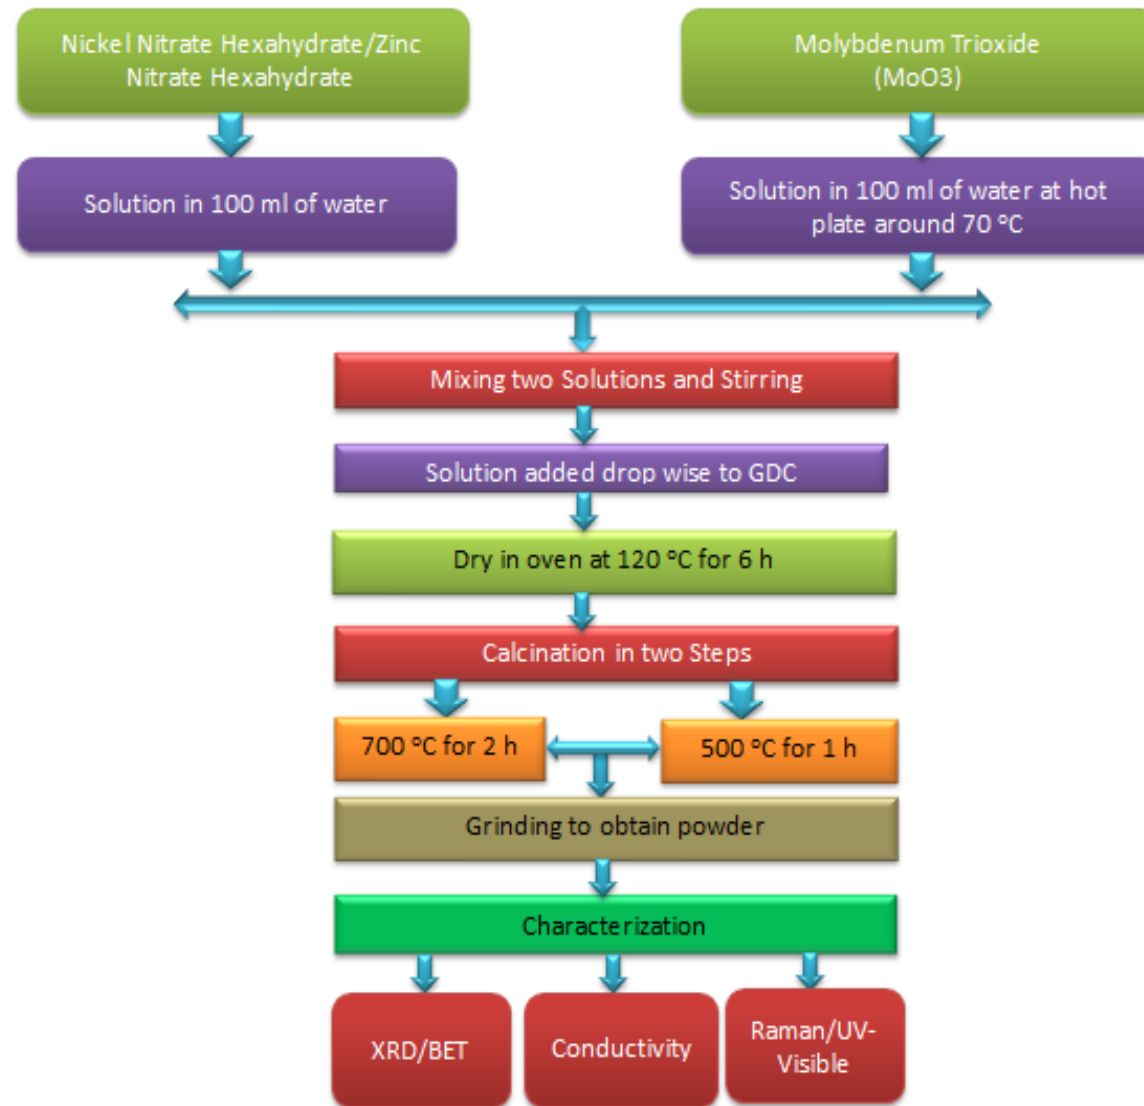 Nickel Nitrate Hexahydrate/Zinc
Nitrate Hexahydrate
Molybdenum Trioxide
(MoO3)
Solution in 100 ml of water
Solution in 100 ml of water at hot
plate around 70 °C
Mixing two Solutions and Stirring
Solution added drop wise to GDC
Dry in oven at 120 °C for 6 h
Calcination in two Steps
700 °C for 2 h
500 °C for 1 h
Grinding to obtain powder
Characterization
XRD/BET
Conductivity
Raman/UV-
Visible